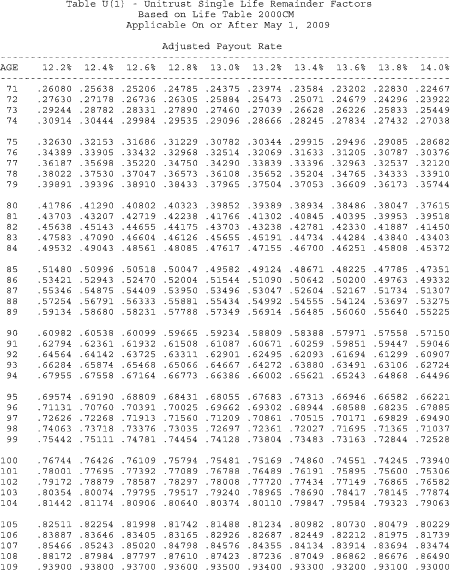 Table U(1) - Unitrust Single Life Remainder Factors
Based on Life Table 2000CM
Applicable On or After May 1, 2009
Adjusted Payout Rate
AGE 12.2% 12.4% 12.6% 12.8% 13.0% 13.2% 13.4% 13.6% 13.8% 14.0%
71 .26080 .25638 .25206 .24785 .24375 .23974 .23584 .23202 .22830 .22467
72 .27630 .27178 .26736 .26305 .25884 .25473 .25071 .24679 .24296 .23922
73 .29244 .28782 .28331 .27890 .27460 .27039 .26628 .26226 .25833 .25449
74 .30914 .30444 .29984 .29535 .29096 .28666 .28245 .27834 .27432 .27038
75 .32630 .32153 .31686 .31229 .30782 .30344 .29915 .29496 .29085 .28682
76 .34389 .33905 .33432 .32968 .32514 .32069 .31633 .31205 .30787 .30376
77 .36187 .35698 .35220 .34750 .34290 .33839 .33396 .32963 .32537 .32120
78 .38022 .37530 .37047 .36573 .36108 .35652 .35204 .34765 .34333 .33910
79 .39891 .39396 .38910 .38433 .37965 .37504 .37053 .36609 .36173 .35744
80 .41786 .41290 .40802 .40323 .39852 .39389 .38934 .38486 .38047 .37615
81 .43703 .43207 .42719 .42238 .41766 .41302 .40845 .40395 .39953 .39518
82 .45638 .45143 .44655 .44175 .43703 .43238 .42781 .42330 .41887 .41450
83 .47583 .47090 .46604 .46126 .45655 .45191 .44734 .44284 .43840 .43403
84 .49532 .49043 .48561 .48085 .47617 .47155 .46700 .46251 .45808 .45372
85 .51480 .50996 .50518 .50047 .49582 .49124 .48671 .48225 .47785 .47351
86 .53421 .52943 .52470 .52004 .51544 .51090 .50642 .50200 .49763 .49332
87 .55346 .54875 .54409 .53950 .53496 .53047 .52604 .52167 .51734 .51307
88 .57254 .56791 .56333 .55881 .55434 .54992 .54555 .54124 .53697 .53275
89 .59134 .58680 .58231 .57788 .57349 .56914 .56485 .56060 .55640 .55225
90 .60982 .60538 .60099 .59665 .59234 .58809 .58388 .57971 .57558 .57150
91 .62794 .62361 .61932 .61508 .61087 .60671 .60259 .59851 .59447 .59046
92 .64564 .64142 .63725 .63311 .62901 .62495 .62093 .61694 .61299 .60907
93 .66284 .65874 .65468 .65066 .64667 .64272 .63880 .63491 .63106 .62724
94 .67955 .67558 .67164 .66773 .66386 .66002 .65621 .65243 .64868 .64496
95 .69574 .69190 .68809 .68431 .68055 .67683 .67313 .66946 .66582 .66221
96 .71131 .70760 .70391 .70025 .69662 .69302 .68944 .68588 .68235 .67885
97 .72626 .72268 .71913 .71560 .71209 .70861 .70515 .70171 .69829 .69490
98 .74063 .73718 .73376 .73035 .72697 .72361 .72027 .71695 .71365 .71037
99 .75442 .75111 .74781 .74454 .74128 .73804 .73483 .73163 .72844 .72528
100 .76744 .76426 .76109 .75794 .75481 .75169 .74860 .74551 .74245 .73940
101 .78001 .77695 .77392 .77089 .76788 .76489 .76191 .75895 .75600 .75306
102 .79172 .78879 .78587 .78297 .78008 .77720 .77434 .77149 .76865 .76582
103 .80354 .80074 .79795 .79517 .79240 .78965 .78690 .78417 .78145 .77874
104 .81442 .81174 .80906 .80640 .80374 .80110 .79847 .79584 .79323 .79063
105 .82511 .82254 .81998 .81742 .81488 .81234 .80982 .80730 .80479 .80229
106 .83887 .83646 .83405 .83165 .82926 .82687 .82449 .82212 .81975 .81739
107 .85466 .85243 .85020 .84798 .84576 .84355 .84134 .83914 .83694 .83474
108 .88172 .87984 .87797 .87610 .87423 .87236 .87049 .86862 .86676 .86490
109 .93900 .93800 .93700 .93600 .93500 .93400 .93300 .93200 .93100 .93000